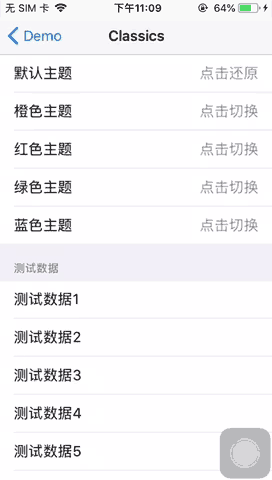 无 SIM 卡 下午11:09 64%
Demo Classics
默认主题 点击还原
橙色主题 点击切换
红色主题 点击切换
绿色主题 点击切换
蓝色主题 点击切换
测试数据
测试数据1
测试数据2
测试数据3
测试数据4
测试数据5